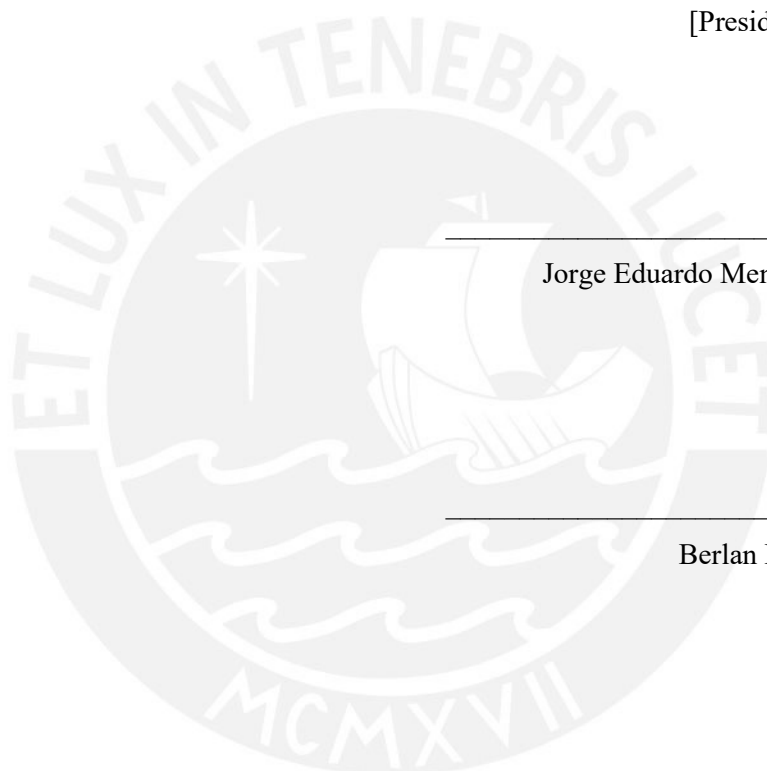 [Presid
Jorge Eduardo Mer
Berlan
ET LUX IN TENEBRIS LUCET
MCMXVII